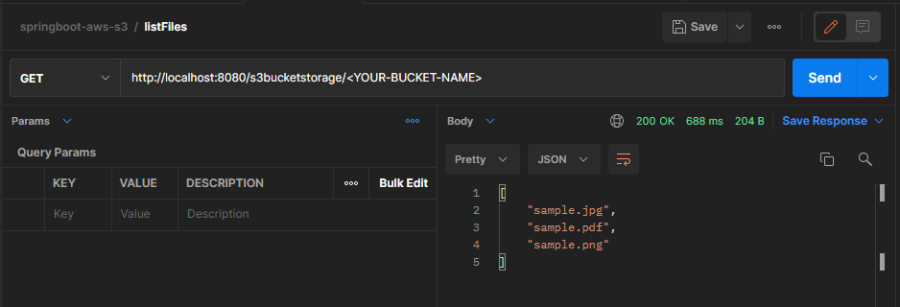 springboot-aws-s3 / listFiles
Save
GET
http://localhost:8080/s3bucketstorage/<YOUR-BUCKET-NAME>
Send
Params
Query Params
KEY VALUE DESCRIPTION Bulk Edit
Key Value Description
Body
200 OK 688 ms 204 B Save Response
Pretty JSON
1 [
2 "sample.jpg",
3 "sample.pdf",
4 "sample.png"
5 ]